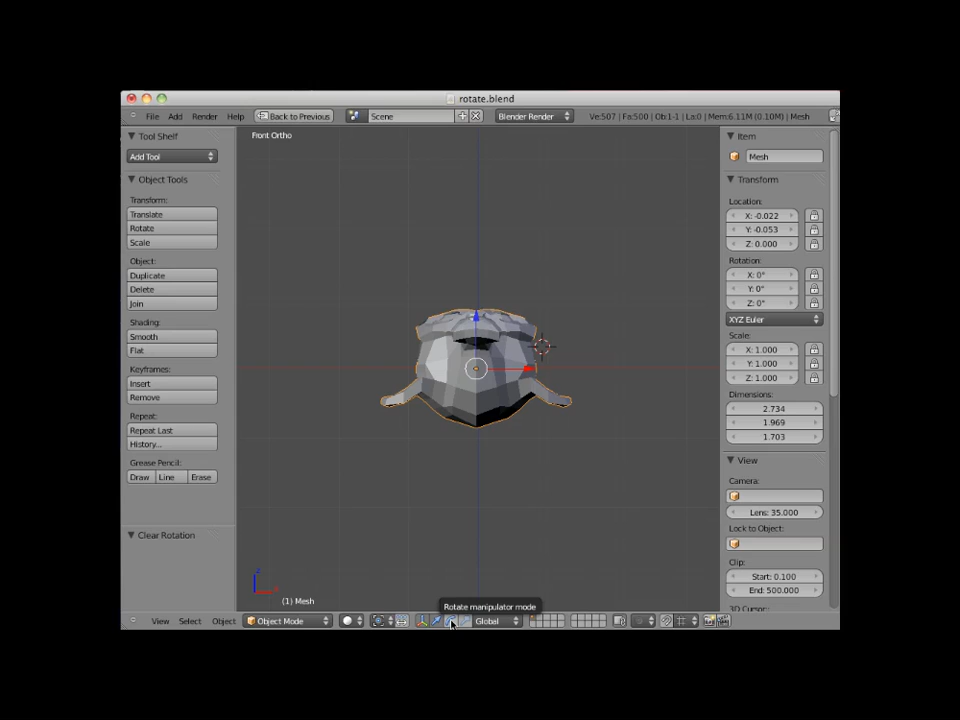 rotate.blend
File Add Render Help Back to Previous Scene Blender Render Ve:507 | Fa:500 | Ob:1-1 | La:0 | Mem:6.11M (0.10M) | Mesh
Tool Shelf
Add Tool
Object Tools
Transform:
Translate
Rotate
Scale
Object:
Duplicate
Delete
Join
Shading:
Smooth
Flat
Keyframes:
Insert
Remove
Repeat:
Repeat Last
History...
Grease Pencil:
Draw Line Erase
Clear Rotation
Front Ortho
z
x
(1) Mesh
Rotate manipulator mode
Item
Mesh
Transform
Location:
X: -0.022
Y: -0.053
Z: 0.000
Rotation:
X: 0°
Y: 0°
Z: 0°
XYZ Euler
Scale:
X: 1.000
Y: 1.000
Z: 1.000
Dimensions:
2.734
1.969
1.703
View
Camera:
Lens: 35.000
Lock to Object:
Clip:
Start: 0.100
End: 500.000
3D Cursor:
View Select Object Object Mode Global